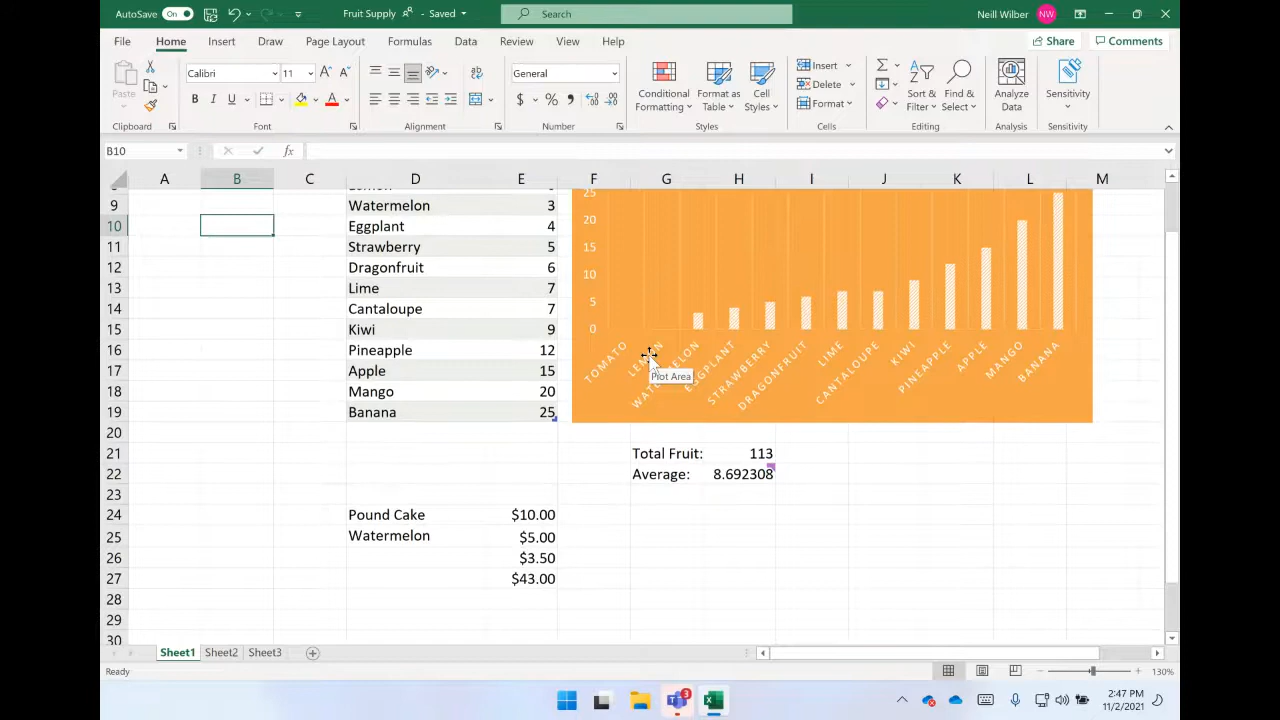 AutoSave On Fruit Supply - Saved Search Neill Wilber NW
File Home Insert Draw Page Layout Formulas Data Review View Help Share Comments
Paste Calibri 11 General Conditional Formatting Format as Table Cell Styles Insert Delete Format Sort & Filter Find & Select Analyze Data Sensitivity
Clipboard Font Alignment Number Styles Cells Editing Analysis Sensitivity
B10 fx
A B C D E F G H I J K L M
9 Watermelon 3
10 Eggplant 4
11 Strawberry 5
12 Dragonfruit 6
13 Lime 7
14 Cantaloupe 7
15 Kiwi 9
16 Pineapple 12
17 Apple 15
18 Mango 20
19 Banana 25
25
20
15
10
5
0
TOMATO LEMON WATERMELON EGGPLANT STRAWBERRY DRAGONFRUIT LIME CANTALOUPE KIWI PINEAPPLE APPLE MANGO BANANA
Plot Area
20
21 Total Fruit: 113
22 Average: 8.692308
23
24 Pound Cake $10.00
25 Watermelon $5.00
26 $3.50
27 $43.00
28
29
30
Sheet1 Sheet2 Sheet3
Ready 130%
3 2:47 PM
11/2/2021